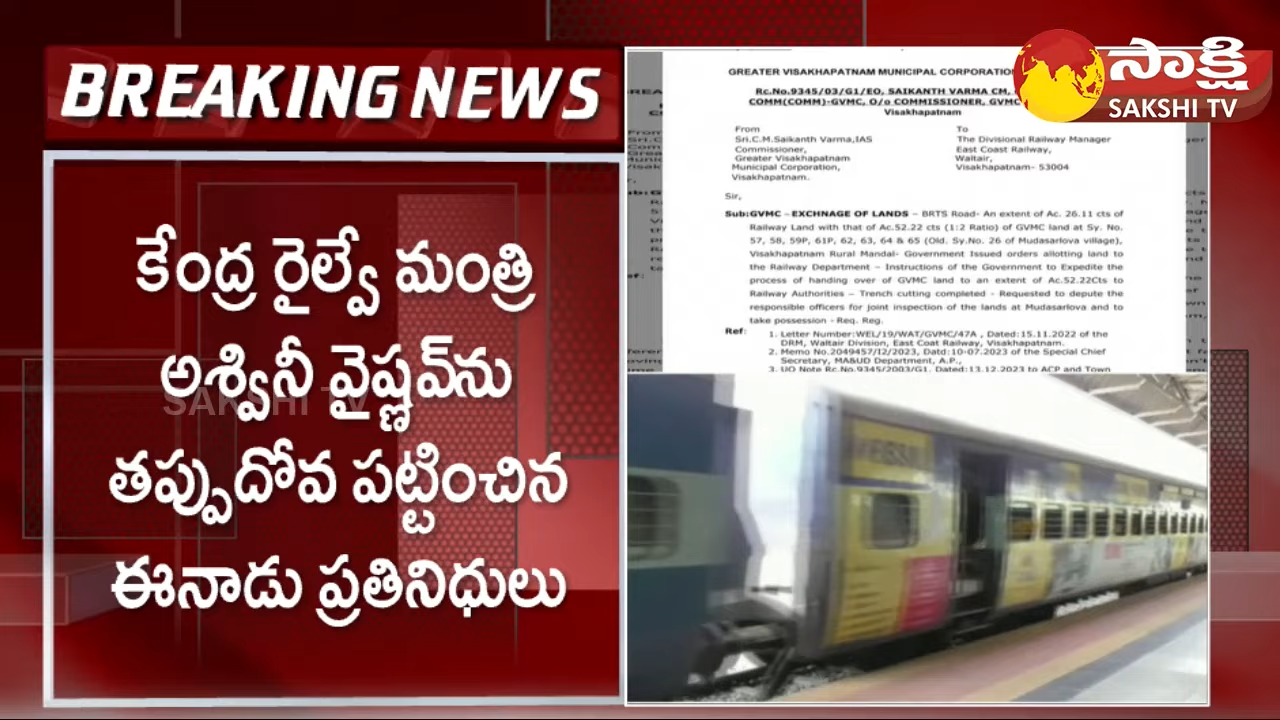 BREAKING NEWS
కేంద్ర రైల్వే మంత్రి
అశ్వినీ వైష్ణవ్‌ను
తప్పుదోవ పట్టించిన
ఈనాడు ప్రతినిధులు
SAKSHI TV
సాక్షి
SAKSHI TV
GREATER VISAKHAPATNAM MUNICIPAL CORPORATION
Rc.No.9345/03/G1/EO, SAIKANTH VARMA CM,
COMM(COMM)-GVMC, O/o COMMISSIONER, GVMC
Visakhapatnam
From
Sri.C.M.Saikanth Varma,IAS
Commissioner,
Greater Visakhapatnam
Municipal Corporation,
Visakhapatnam.
To
The Divisional Railway Manager
East Coast Railway,
Waltair,
Visakhapatnam- 53004
Sir,
Sub:GVMC – EXCHNAGE OF LANDS – BRTS Road- An extent of Ac. 26.11 cts of
Railway Land with that of Ac.52.22 cts (1:2 Ratio) of GVMC land at Sy. No.
57, 58, 59P, 61P, 62, 63, 64 & 65 (Old. Sy.No. 26 of Mudasarlova village),
Visakhapatnam Rural Mandal- Government Issued orders allotting land to
the Railway Department – Instructions of the Government to Expedite the
process of handing over of GVMC land to an extent of Ac.52.22Cts to
Railway Authorities – Trench cutting completed - Requested to depute the
responsible officers for joint inspection of the lands at Mudasarlova and to
take possession - Req. Reg.
Ref: 1. Letter Number:WEL/19/WAT/GVMC/47A , Dated:15.11.2022 of the
DRM, Waltair Division, East Coat Railway, Visakhapatnam.
2. Memo No.2049457/I2/2023, Datd:10-07.2023 of the Special Chief
Secretary, MA&UD Department, A.P.,
3. UO Note Rc.No.9345/2003/G1, Dated:13.12.2023 to ACP and Town